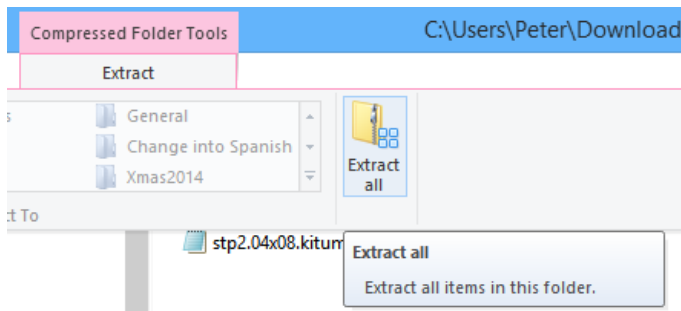 Compressed Folder Tools
C:\Users\Peter\Download
Extract
General
Change into Spanish
Xmas2014
Extract
all
To
stp2.04x08.kitum
Extract all
Extract all items in this folder.